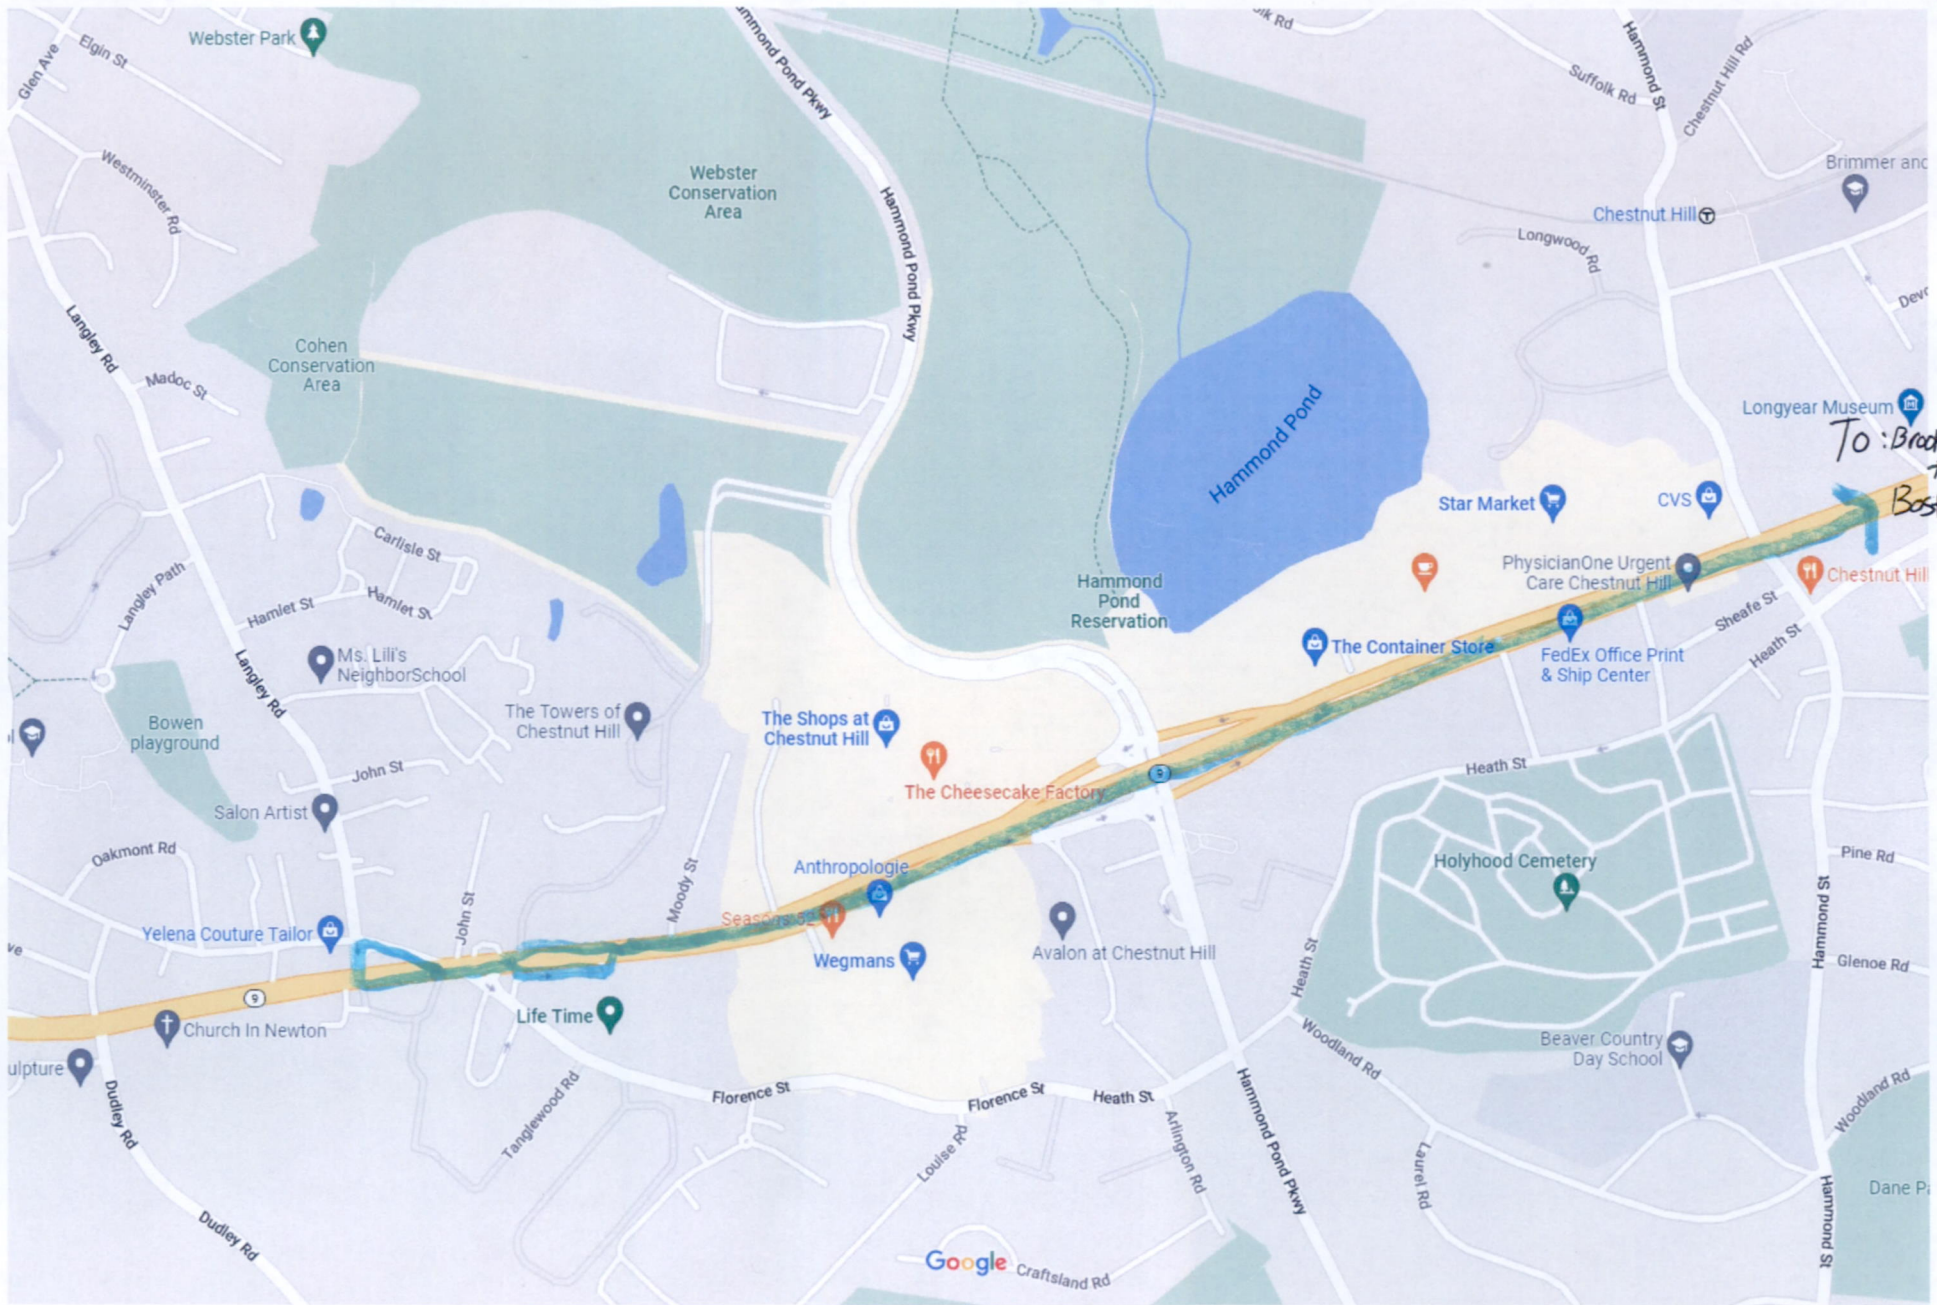 Webster Park
Elgin St
Glen Ave
Westminster Rd
Hammond Pond Pkwy
Webster
Conservation
Area
Hammond Pond Pkwy
Suffolk Rd
Hammond St
Chestnut Hill Rd
Brimmer and
Chestnut Hill
T
Longwood Rd
Langley Rd
Madoc St
Cohen
Conservation
Area
Hammond Pond
Longyear Museum
To:
Star Market
CVS
Carlisle St
Hamlet St
Hamlet St
Langley Path
Ms. Lili's
NeighborSchool
Langley Rd
Hammond
Pond
Reservation
PhysicianOne Urgent
Care Chestnut Hill
Chestnut Hill
Sheafe St
Heath St
The Container Store
FedEx Office Print
& Ship Center
Bowen
playground
The Towers of
Chestnut Hill
The Shops at
Chestnut Hill
The Cheesecake Factory
9
John St
Salon Artist
Oakmont Rd
Heath St
Holyhood Cemetery
Pine Rd
Anthropologie
Seasons 52
Moody St
John St
Yelena Couture Tailor
Wegmans
Avalon at Chestnut Hill
Heath St
Hammond St
Glenoe Rd
9
Church In Newton
Life Time
Beaver Country
Day School
ulpture
Dudley Rd
Tanglewood Rd
Florence St
Florence St
Heath St
Woodland Rd
Woodland Rd
Louise Rd
Arlington Rd
Hammond Pond Pkwy
Laurel Rd
Hammond St
Dudley Rd
Google
Craftsland Rd